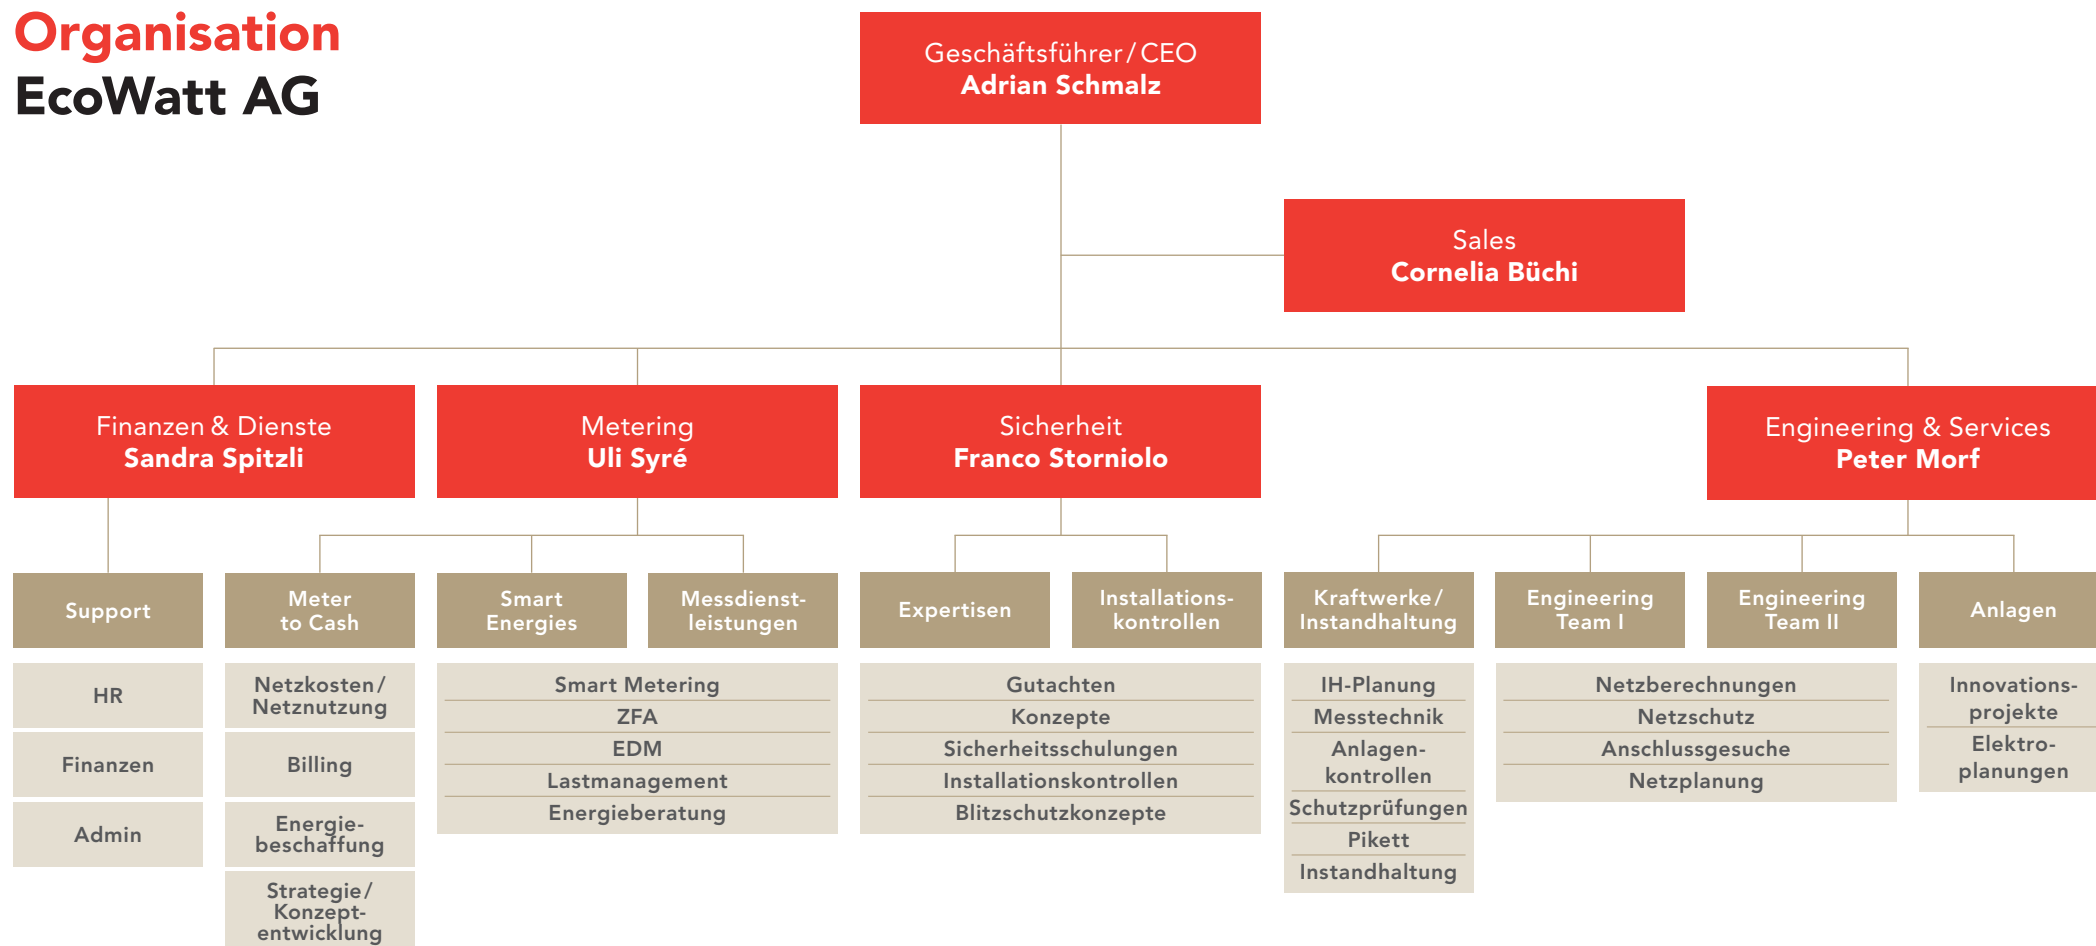 Organisation
EcoWatt AG
Geschäftsführer / CEO
Adrian Schmalz
Sales
Cornelia Büchi
Finanzen & Dienste
Sandra Spitzli
Metering
Uli Syré
Sicherheit
Franco Storniolo
Engineering & Services
Peter Morf
Support
Meter
to Cash
Smart
Energies
Messdienst-
leistungen
Expertisen
Installations-
kontrollen
Kraftwerke /
Instandhaltung
Engineering
Team I
Engineering
Team II
Anlagen
HR
Finanzen
Admin
Netzkosten /
Netznutzung
Billing
Energie-
beschaffung
Strategie /
Konzept-
entwicklung
Smart Metering
ZFA
EDM
Lastmanagement
Energieberatung
Gutachten
Konzepte
Sicherheitsschulungen
Installationskontrollen
Blitzschutzkonzepte
IH-Planung
Messtechnik
Anlagen-
kontrollen
Schutzprüfungen
Pikett
Instandhaltung
Netzberechnungen
Netzschutz
Anschlussgesuche
Netzplanung
Innovations-
projekte
Elektro-
planungen